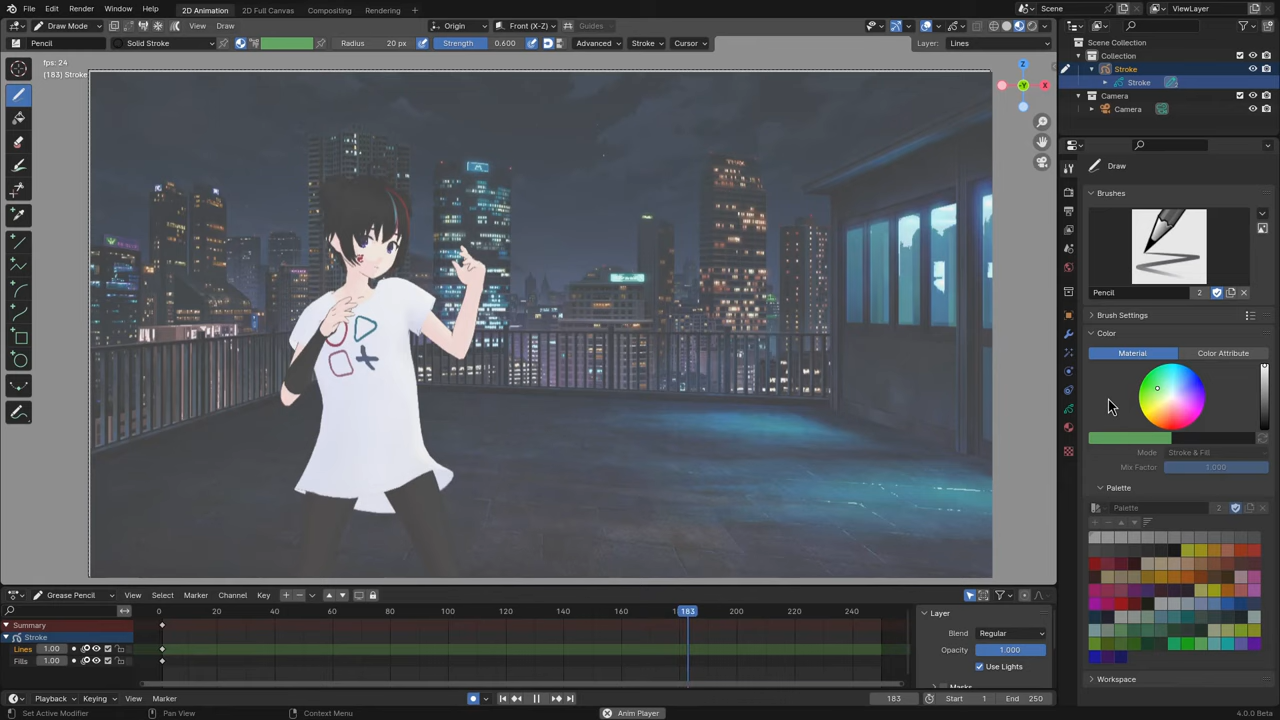 File Edit Render Window Help 2D Animation 2D Full Canvas Compositing Rendering + Scene ViewLayer
Draw Mode View Draw Origin Front (X-Z) Guides
Pencil Solid Stroke Radius 20 px Strength 0.600 Advanced Stroke Cursor Layer: Lines
fps: 24
(183) Stroke
Z
Y
X
Scene Collection
Collection
Stroke
Stroke
Camera
Camera
Draw
Brushes
Pencil 2
Brush Settings
Color
Material Color Attribute
Mode Stroke & Fill
Mix Factor 1.000
Palette
Palette 2
Workspace
Grease Pencil View Select Marker Channel Key
0 20 40 60 80 100 120 140 160 183 200 220 240
Summary
Stroke
Lines 1.00
Fills 1.00
Layer
Blend Regular
Opacity 1.000
Use Lights
Masks
Playback Keying View Marker 183 Start 1 End 250
Set Active Modifier Pan View Context Menu Anim Player 4.0.0 Beta